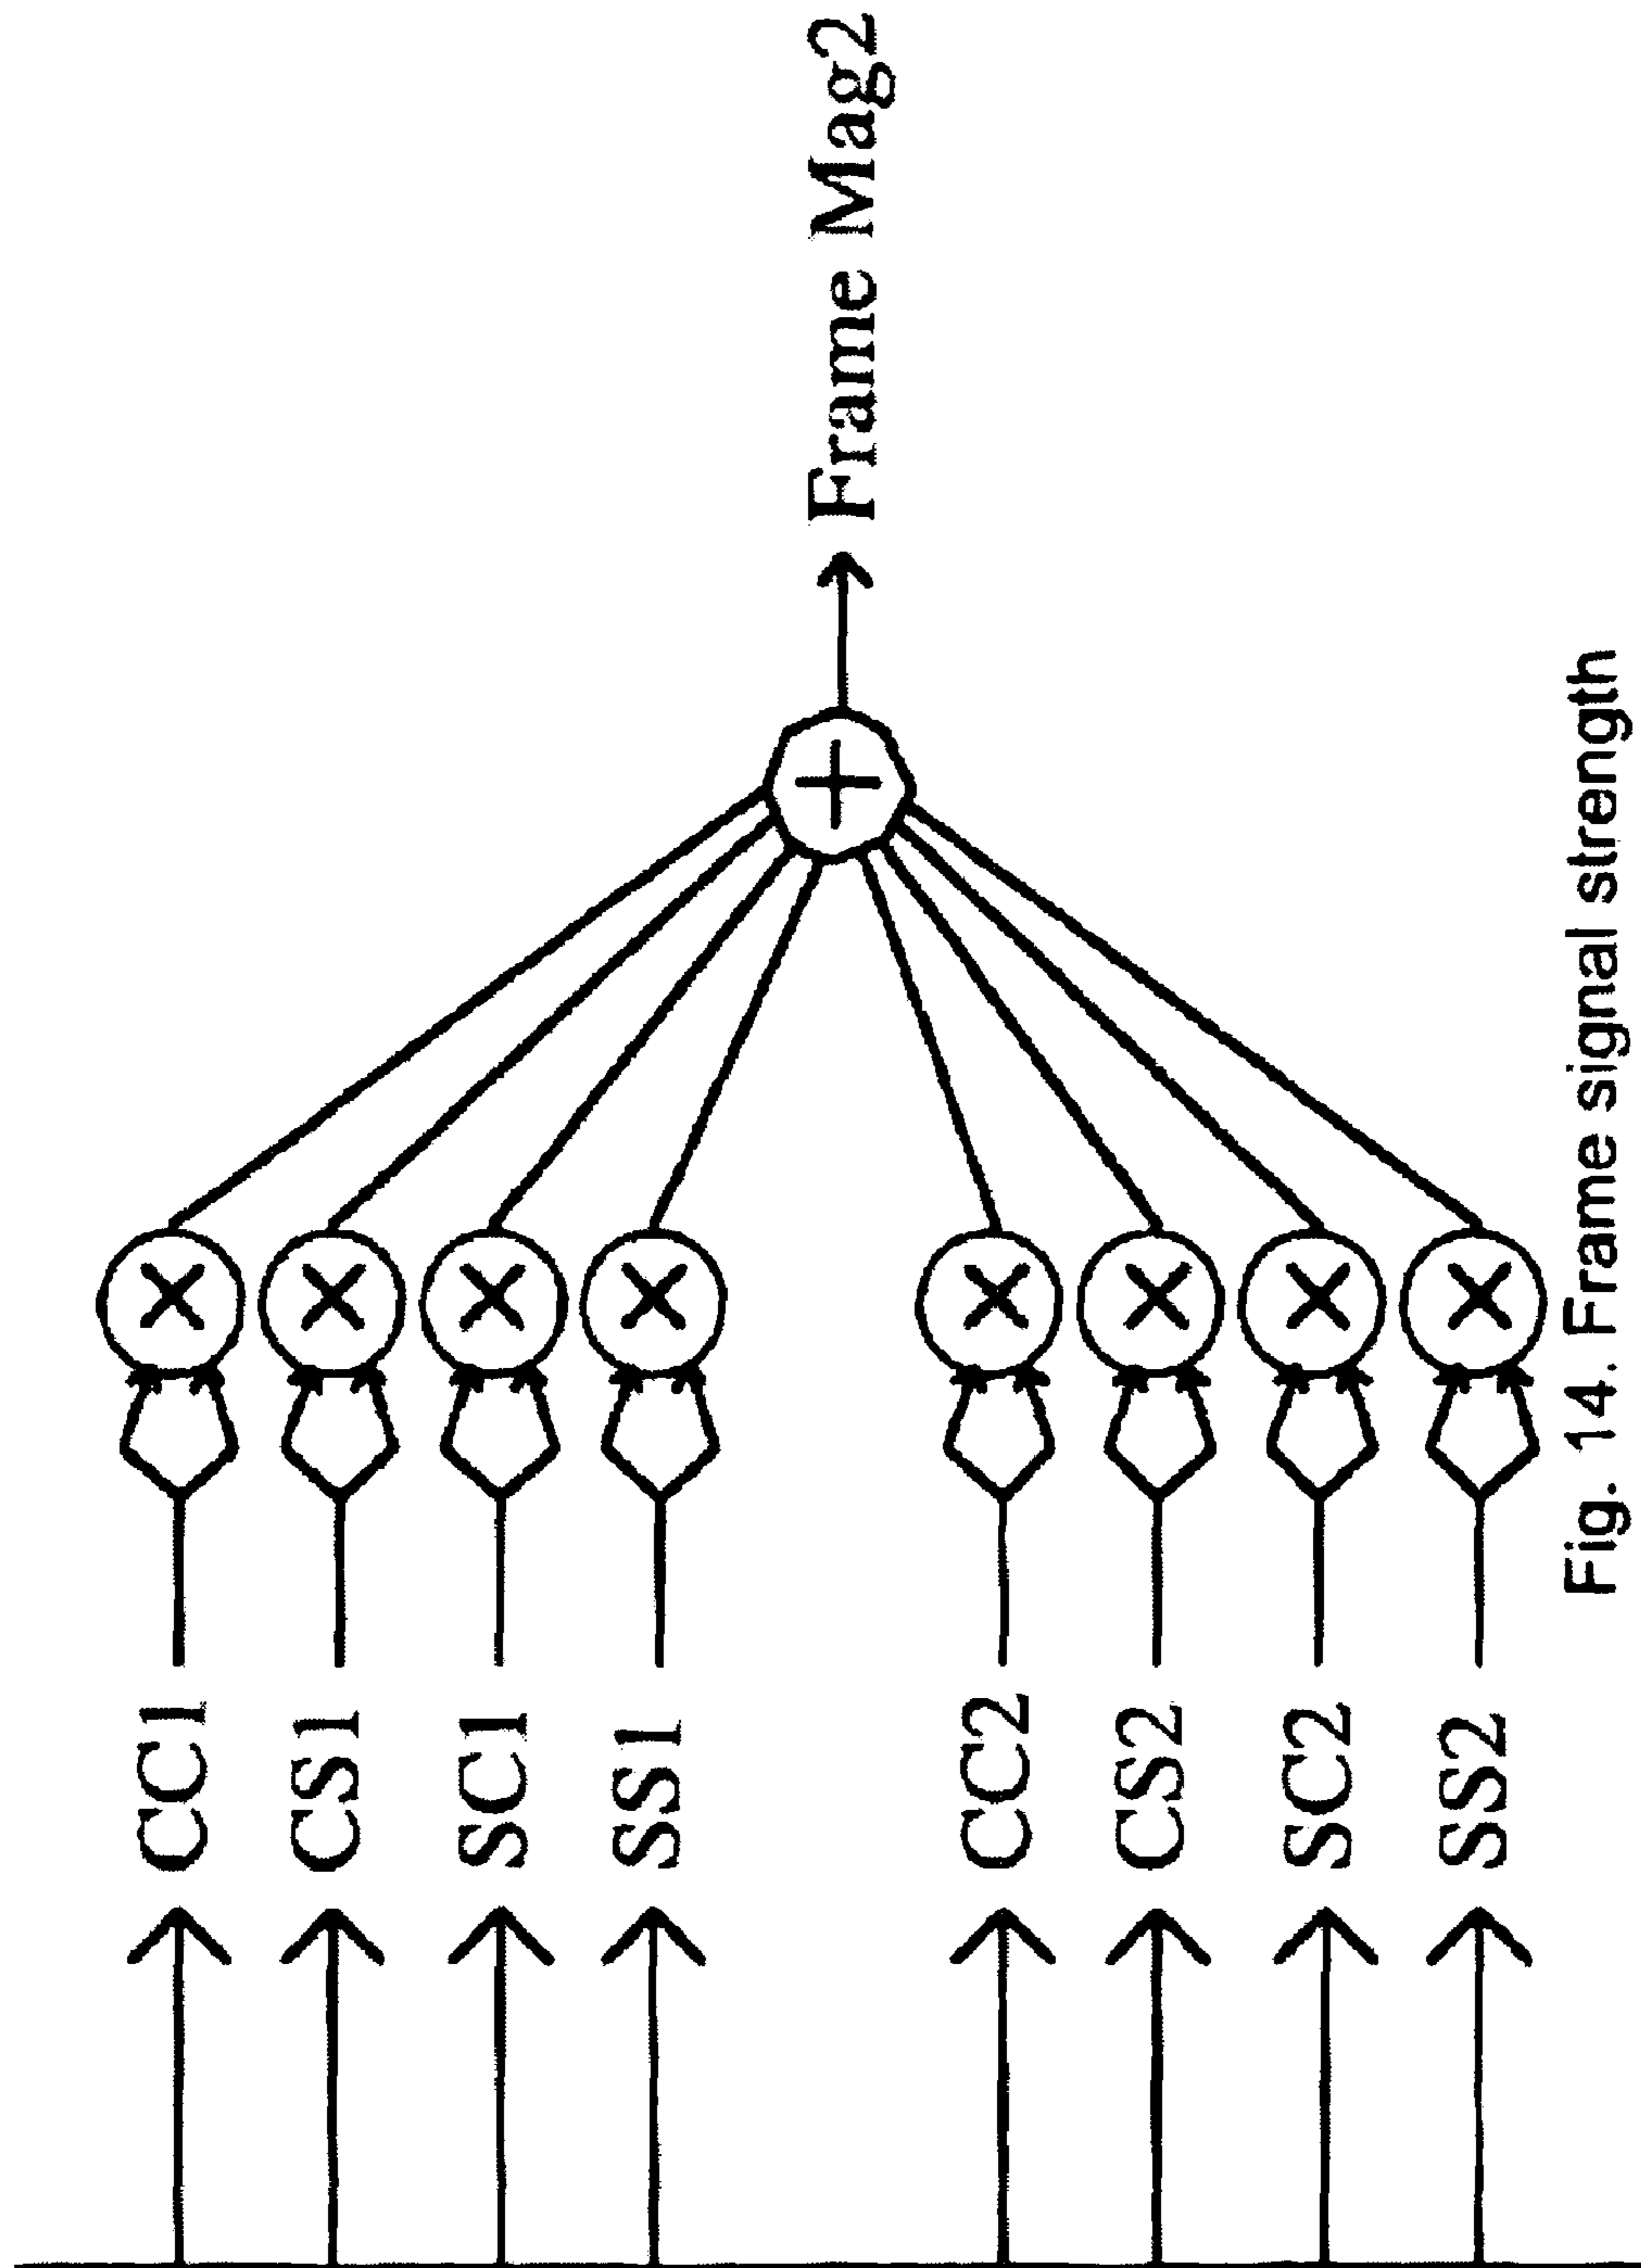 CC1
CS1
SC1
SS1
CC2
CS2
SC2
SS2
Frame Mag2
Fig. 14. Frame signal strength